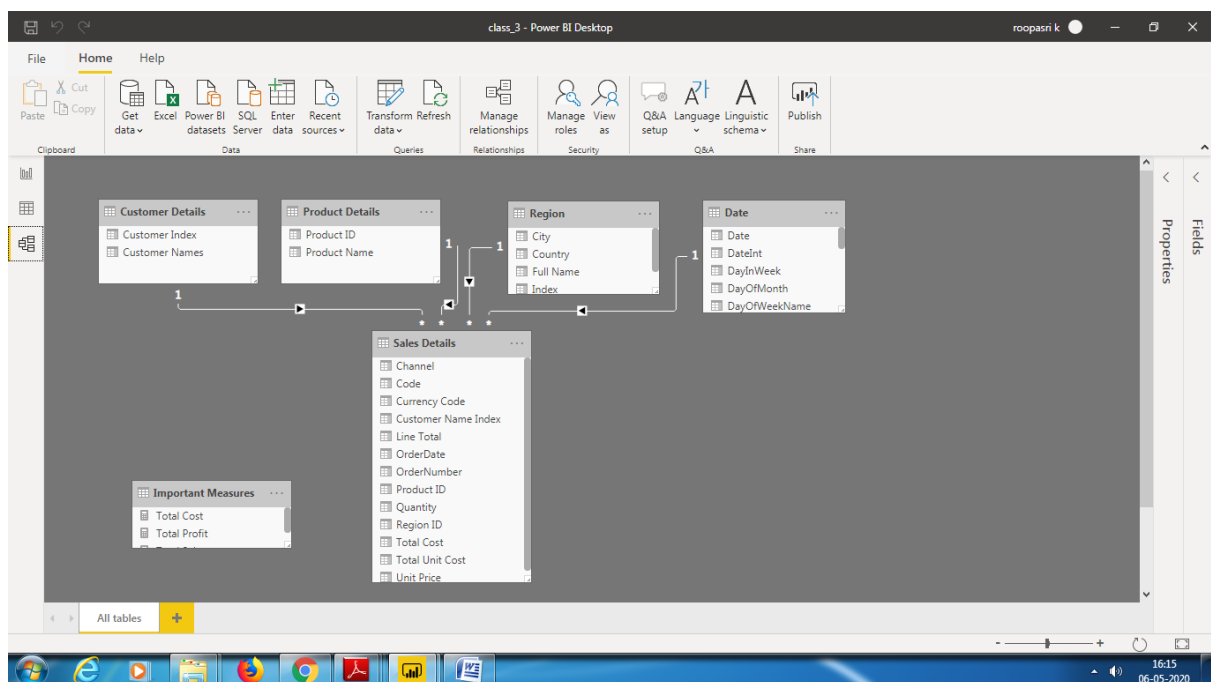 class_3 - Power BI Desktop
roopasri k
File Home Help
Paste
Cut
Copy
Get data
Excel
Power BI datasets
SQL Server
Enter data
Recent sources
Transform data
Refresh
Manage relationships
Manage roles
View as
Q&A setup
Language
Linguistic schema
Publish
Clipboard
Data
Queries
Relationships
Security
Q&A
Share
Customer Details ...
Customer Index
Customer Names
1
Product Details ...
Product ID
Product Name
1
Region ...
City
Country
Full Name
Index
1
Date ...
Date
DateInt
DayInWeek
DayOfMonth
DayOfWeekName
1
* * * *
Sales Details ...
Channel
Code
Currency Code
Customer Name Index
Line Total
OrderDate
OrderNumber
Product ID
Quantity
Region ID
Total Cost
Total Unit Cost
Unit Price
Important Measures ...
Total Cost
Total Profit
Properties
Fields
All tables +
- +
16:15
06-05-2020